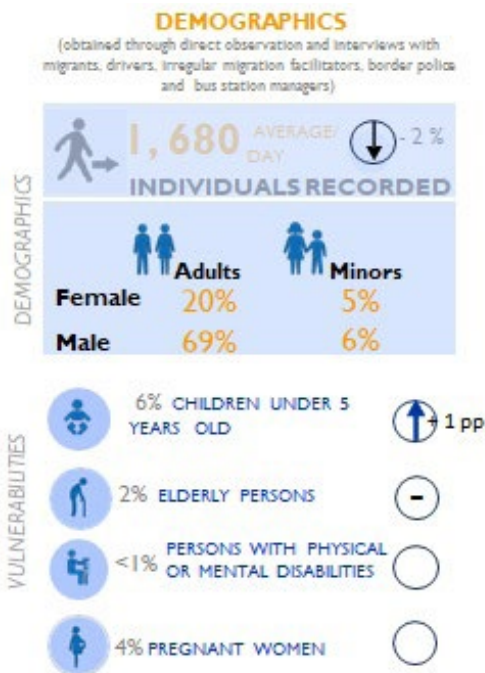 DEMOGRAPHICS
(obtained through direct observation and interviews with
migrants, drivers, irregular migration facilitators, border police
and bus station managers)
DEMOGRAPHICS
1, 680 AVERAGE/
DAY
- 2 %
INDIVIDUALS RECORDED
Adults Minors
Female 20% 5%
Male 69% 6%
VULNERABILITIES
6% CHILDREN UNDER 5
YEARS OLD
+ 1 pp
2% ELDERLY PERSONS
-
<1% PERSONS WITH PHYSICAL
OR MENTAL DISABILITIES
4% PREGNANT WOMEN